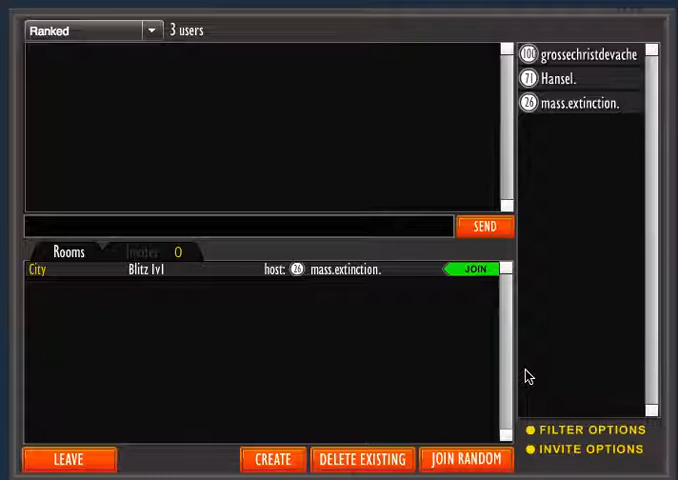 Ranked 3 users
100 grossechristdevache
71 Hansel.
26 mass.extinction.
SEND
Rooms Invites 0
City Blitz 1v1 host: 26 mass.extinction. JOIN
FILTER OPTIONS
INVITE OPTIONS
LEAVE CREATE DELETE EXISTING JOIN RANDOM